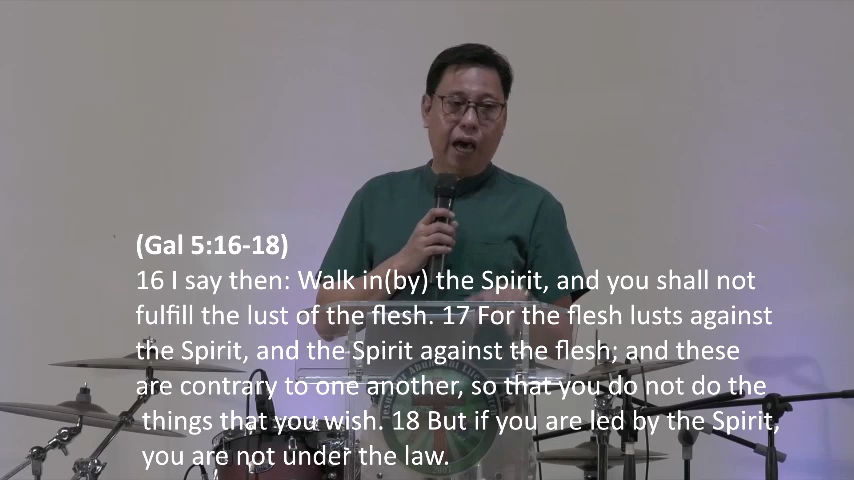 (Gal 5:16-18)
16 I say then: Walk in(by) the Spirit, and you shall not
fulfill the lust of the flesh. 17 For the flesh lusts against
the Spirit, and the Spirit against the flesh; and these
are contrary to one another, so that you do not do the
things that you wish. 18 But if you are led by the Spirit,
you are not under the law.